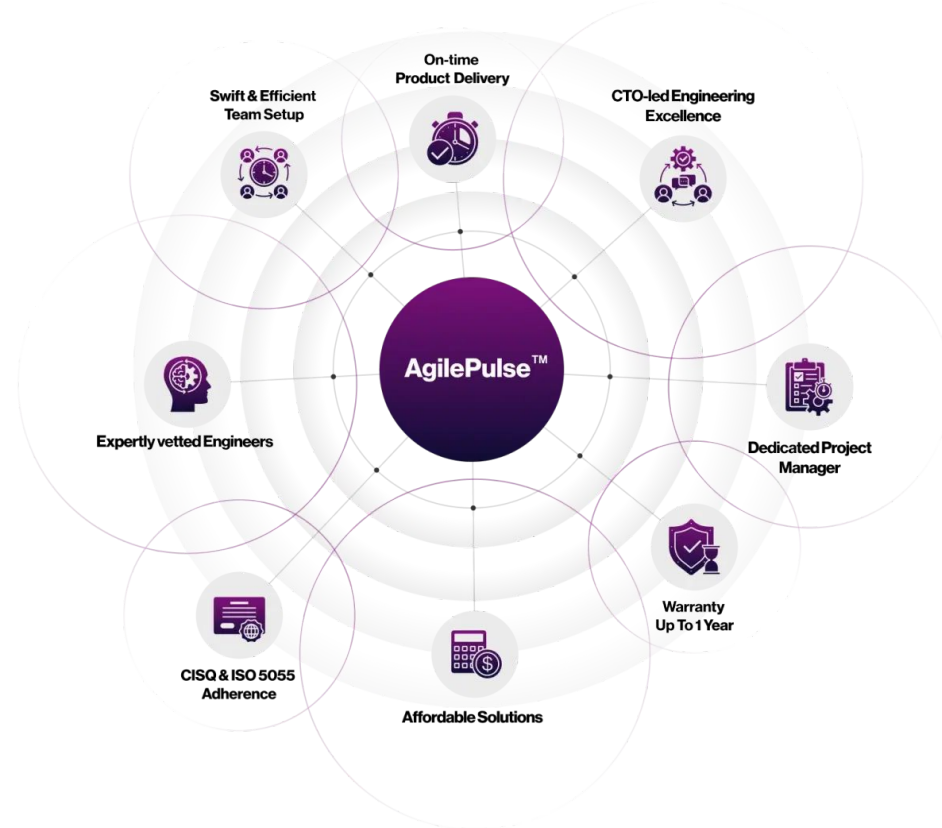 On-time
Product Delivery
Swift & Efficient
Team Setup
CTO-led Engineering
Excellence
AgilePulse™
Expertly vetted Engineers
Dedicated Project
Manager
Warranty
Up To 1 Year
CISQ & ISO 5055
Adherence
Affordable Solutions